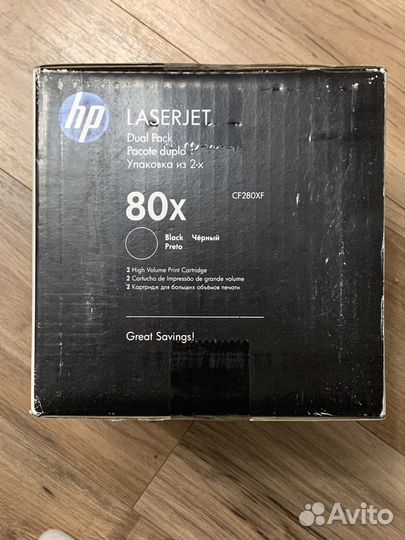 hp
LASERJET
Dual Pack
Pacote duplo
Упаковка из 2-х
80x
CF280XF
Black Чёрный
Preto
2 High Volume Print Cartridge
2 Cartucho de Impressão de grande volume
2 Картридж для больших объёмов печати
Great Savings!
Avito